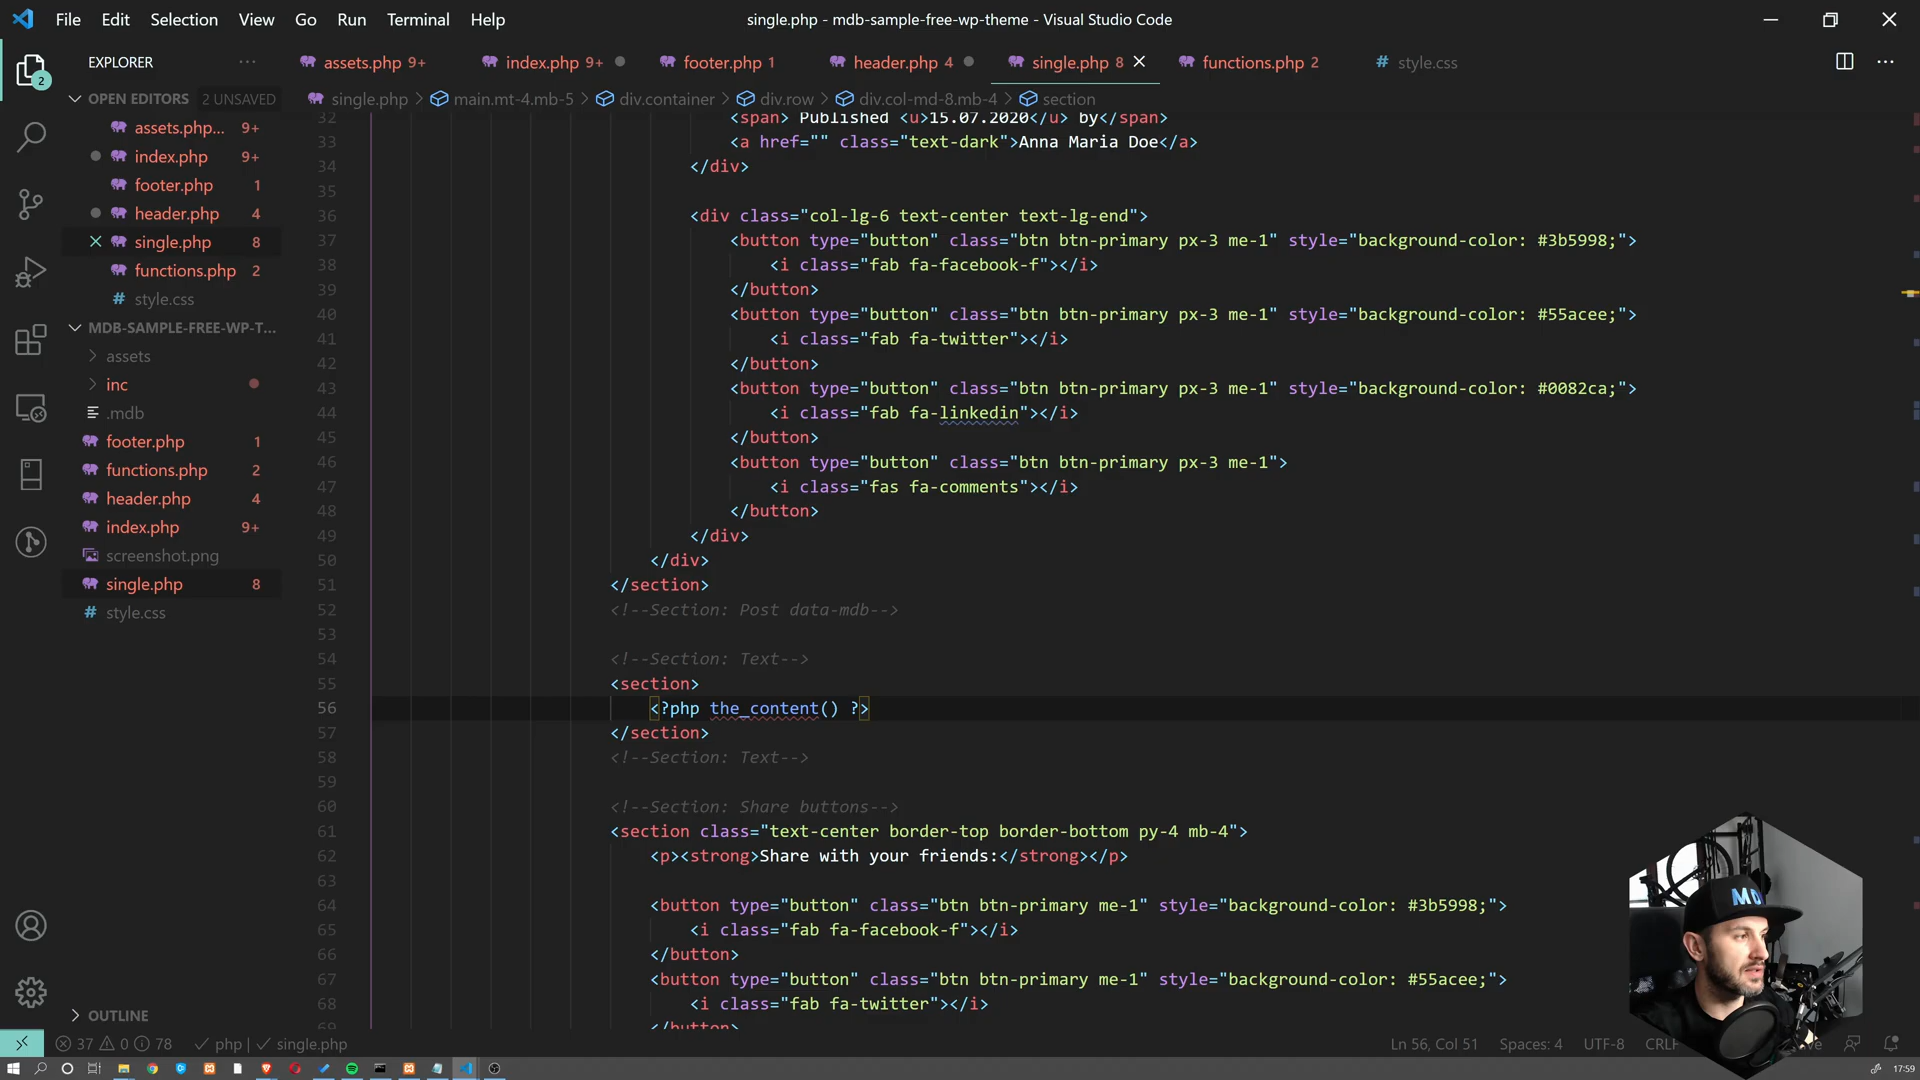 File Edit Selection View Go Run Terminal Help
single.php - mdb-sample-free-wp-theme - Visual Studio Code
2
EXPLORER
assets.php 9+ index.php 9+ footer.php 1 header.php 4 single.php 8 functions.php 2 # style.css
OPEN EDITORS 2 UNSAVED
single.php > main.mt-4.mb-5 > div.container > div.row > div.col-md-8.mb-4 > section
assets.php... 9+
index.php 9+
footer.php 1
header.php 4
single.php 8
functions.php 2
# style.css
MDB-SAMPLE-FREE-WP-T...
assets
inc
.mdb
footer.php 1
functions.php 2
header.php 4
index.php 9+
screenshot.png
single.php 8
# style.css
OUTLINE
32 <span> Published <u>15.07.2020</u> by</span>
33 <a href="" class="text-dark">Anna Maria Doe</a>
34 </div>
35
36 <div class="col-lg-6 text-center text-lg-end">
37 <button type="button" class="btn btn-primary px-3 me-1" style="background-color: #3b5998;">
38 <i class="fab fa-facebook-f"></i>
39 </button>
40 <button type="button" class="btn btn-primary px-3 me-1" style="background-color: #55acee;">
41 <i class="fab fa-twitter"></i>
42 </button>
43 <button type="button" class="btn btn-primary px-3 me-1" style="background-color: #0082ca;">
44 <i class="fab fa-linkedin"></i>
45 </button>
46 <button type="button" class="btn btn-primary px-3 me-1">
47 <i class="fas fa-comments"></i>
48 </button>
49 </div>
50 </div>
51 </section>
52 <!--Section: Post data-mdb-->
53
54 <!--Section: Text-->
55 <section>
56 <?php the_content() ?>
57 </section>
58 <!--Section: Text-->
59
60 <!--Section: Share buttons-->
61 <section class="text-center border-top border-bottom py-4 mb-4">
62 <p><strong>Share with your friends:</strong></p>
63
64 <button type="button" class="btn btn-primary me-1" style="background-color: #3b5998;">
65 <i class="fab fa-facebook-f"></i>
66 </button>
67 <button type="button" class="btn btn-primary me-1" style="background-color: #55acee;">
68 <i class="fab fa-twitter"></i>
69 </button>
37 0 78 php | single.php
Ln 56, Col 51 Spaces: 4 UTF-8 CRLF
17:59